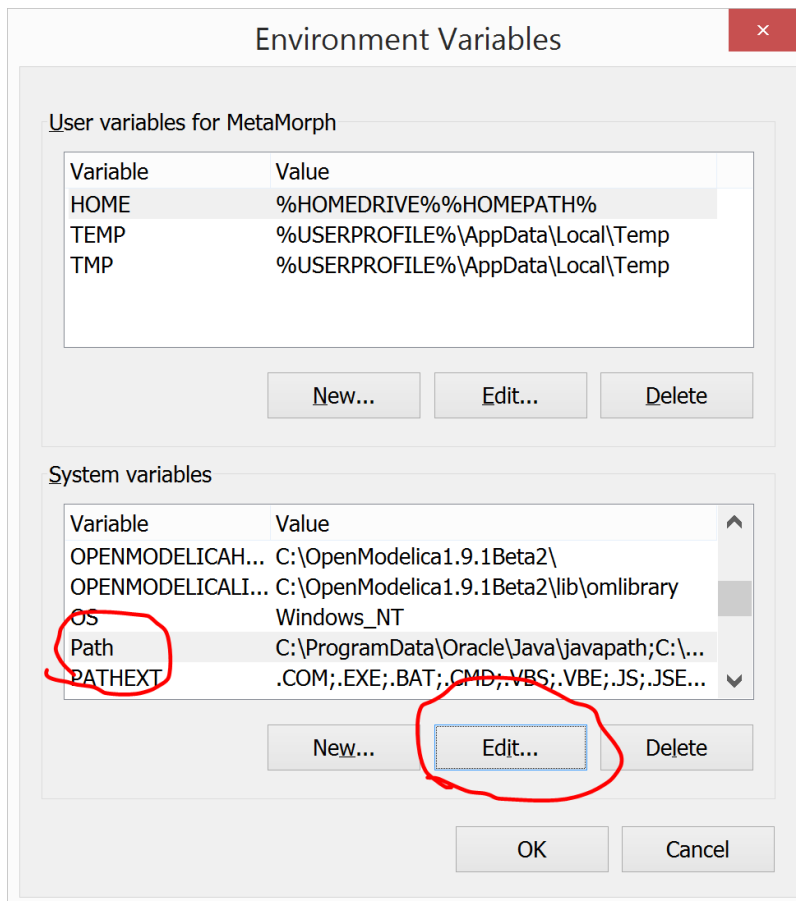 Environment Variables
User variables for MetaMorph
Variable Value
HOME %HOMEDRIVE%%HOMEPATH%
TEMP %USERPROFILE%\AppData\Local\Temp
TMP %USERPROFILE%\AppData\Local\Temp
New... Edit... Delete
System variables
Variable Value
OPENMODELICAH... C:\OpenModelica1.9.1Beta2\
OPENMODELICALI... C:\OpenModelica1.9.1Beta2\lib\omlibrary
OS Windows_NT
Path C:\ProgramData\Oracle\Java\javapath;C:\...
PATHEXT .COM;.EXE;.BAT;.CMD;.VBS;.VBE;.JS;.JSE...
New... Edit... Delete
OK Cancel